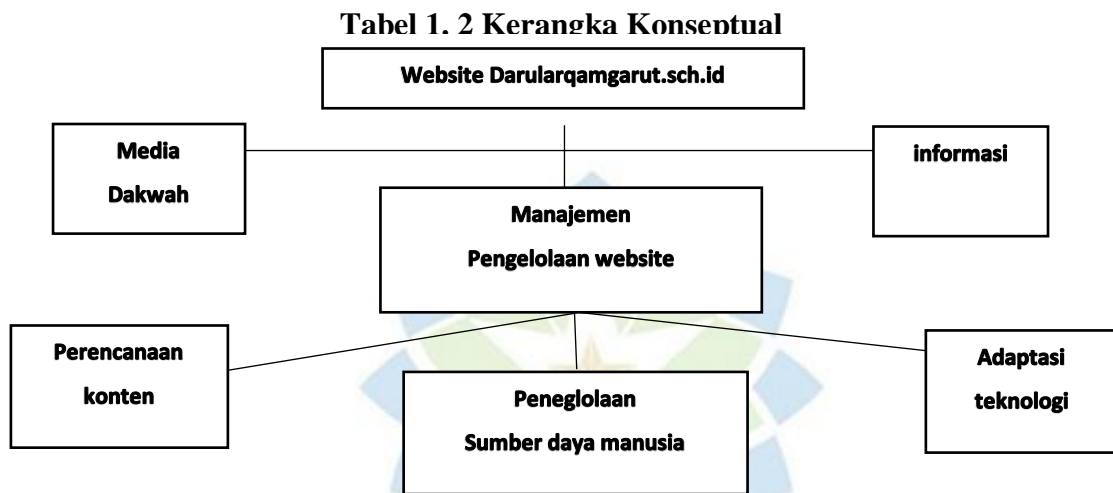 Tabel 1. 2 Kerangka Konseptual
Website Darularqamgarut.sch.id
Media
Dakwah
informasi
Manajemen
Pengelolaan website
Perencanaan
konten
Peneglolaan
Sumber daya manusia
Adaptasi
teknologi